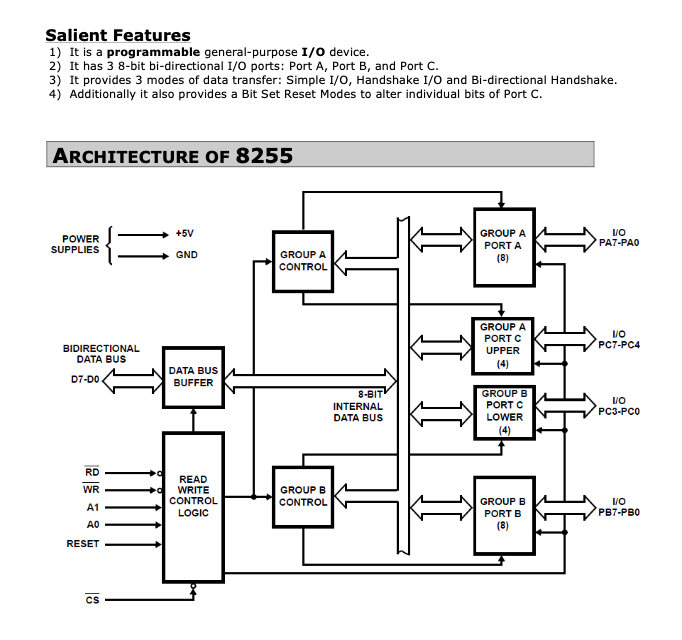 Salient Features
1) It is a programmable general-purpose I/O device.
2) It has 3 8-bit bi-directional I/O ports: Port A, Port B, and Port C.
3) It provides 3 modes of data transfer: Simple I/O, Handshake I/O and Bi-directional Handshake.
4) Additionally it also provides a Bit Set Reset Modes to alter individual bits of Port C.
ARCHITECTURE OF 8255
POWER
SUPPLIES
+5V
GND
GROUP A
CONTROL
GROUP A
PORT A
(8)
I/O
PA7-PA0
GROUP A
PORT C
UPPER
(4)
I/O
PC7-PC4
BIDIRECTIONAL
DATA BUS
D7-D0
DATA BUS
BUFFER
8-BIT
INTERNAL
DATA BUS
GROUP B
PORT C
LOWER
(4)
I/O
PC3-PC0
RD
WR
A1
A0
RESET
CS
READ
WRITE
CONTROL
LOGIC
GROUP B
CONTROL
GROUP B
PORT B
(8)
I/O
PB7-PB0